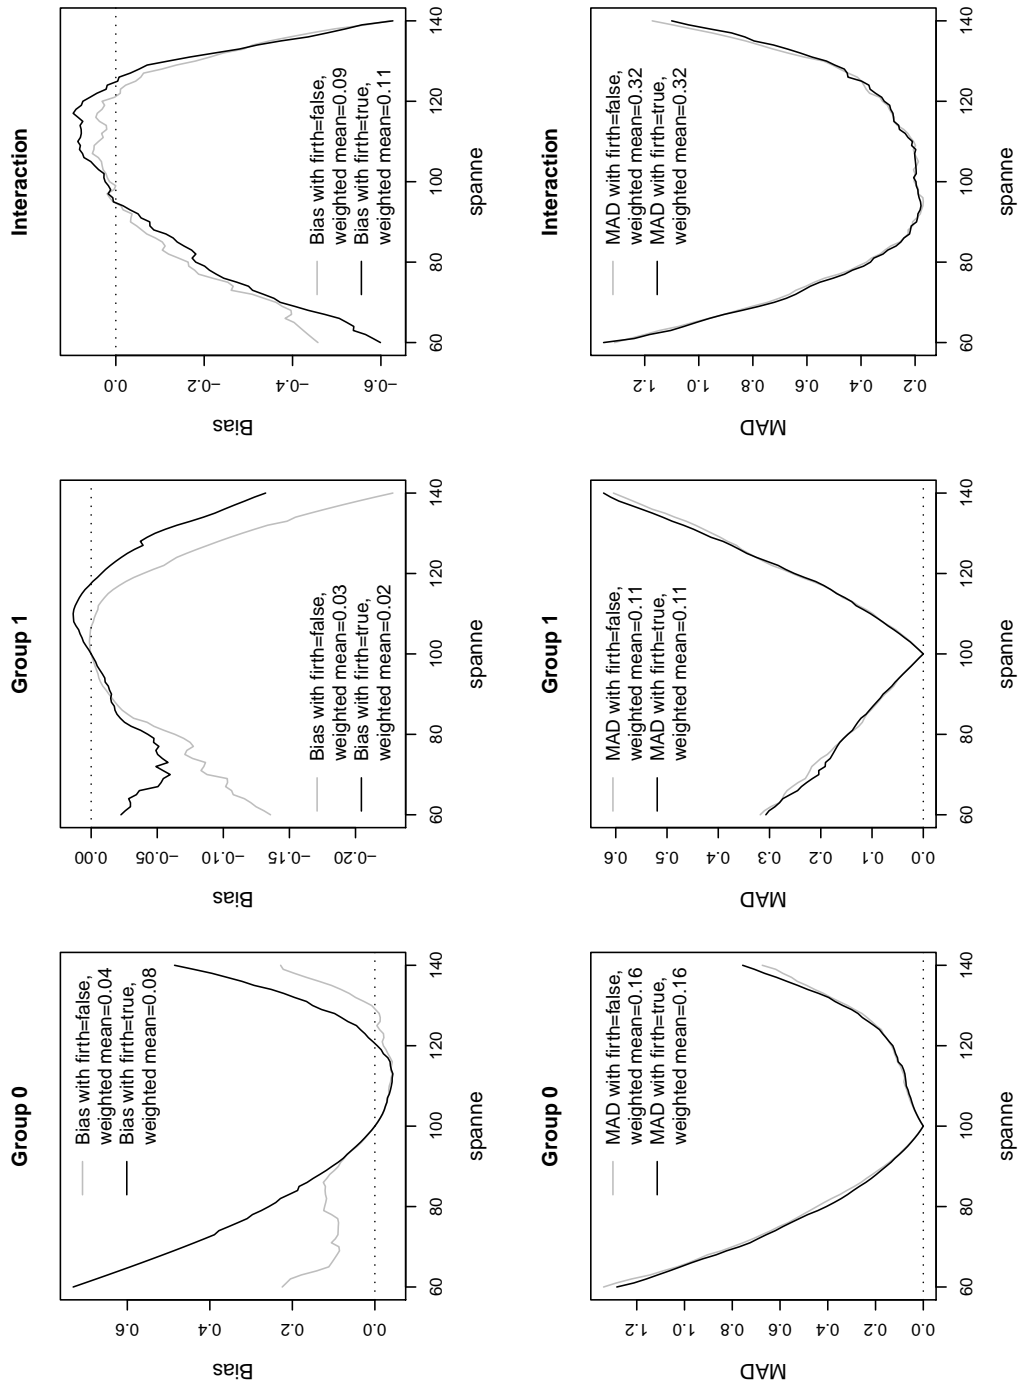 Group 0
Bias
0.6
0.4
0.2
0.0
Bias with firth=false,
weighted mean=0.04
Bias with firth=true,
weighted mean=0.08
60 80 100 120 140
spanne
Group 1
Bias
0.00
−0.05
−0.10
−0.15
−0.20
Bias with firth=false,
weighted mean=0.03
Bias with firth=true,
weighted mean=0.02
60 80 100 120 140
spanne
Interaction
Bias
0.0
−0.2
−0.4
−0.6
Bias with firth=false,
weighted mean=0.09
Bias with firth=true,
weighted mean=0.11
60 80 100 120 140
spanne
Group 0
MAD
1.2
1.0
0.8
0.6
0.4
0.2
0.0
MAD with firth=false,
weighted mean=0.16
MAD with firth=true,
weighted mean=0.16
60 80 100 120 140
spanne
Group 1
MAD
0.6
0.5
0.4
0.3
0.2
0.1
0.0
MAD with firth=false,
weighted mean=0.11
MAD with firth=true,
weighted mean=0.11
60 80 100 120 140
spanne
Interaction
MAD
1.2
1.0
0.8
0.6
0.4
0.2
MAD with firth=false,
weighted mean=0.32
MAD with firth=true,
weighted mean=0.32
60 80 100 120 140
spanne